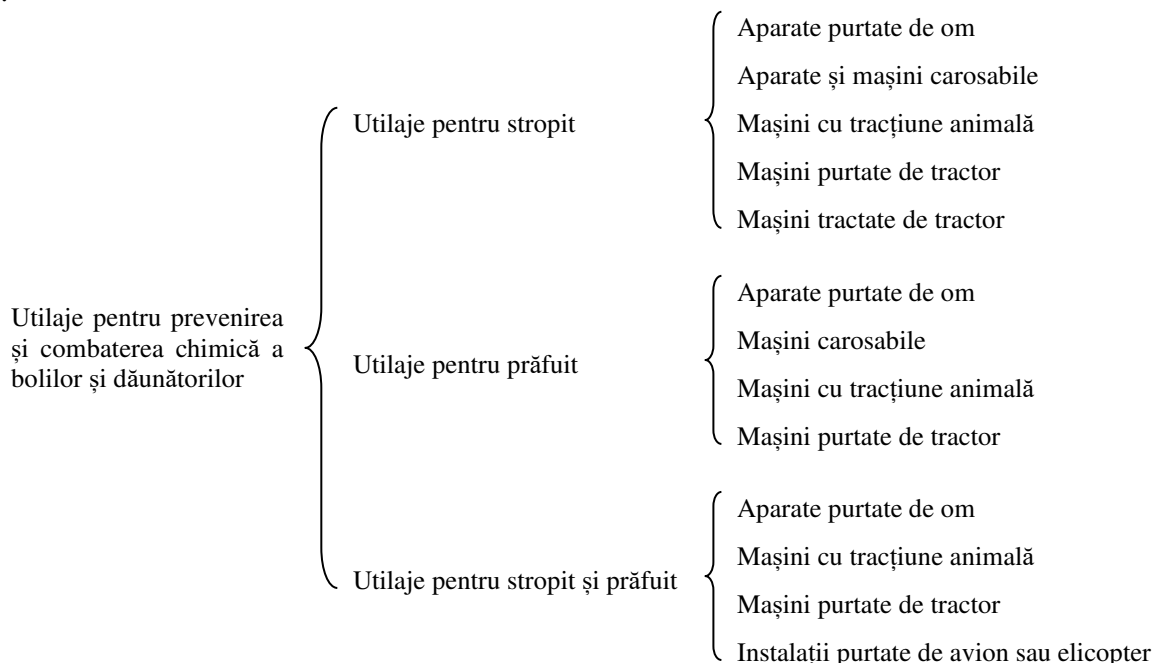 Utilaje pentru prevenirea
și combaterea chimică a
bolilor și dăunătorilor
Utilaje pentru stropit
Aparate purtate de om
Aparate și mașini carosabile
Mașini cu tracțiune animală
Mașini purtate de tractor
Mașini tractate de tractor
Utilaje pentru prăfuit
Aparate purtate de om
Mașini carosabile
Mașini cu tracțiune animală
Mașini purtate de tractor
Utilaje pentru stropit și prăfuit
Aparate purtate de om
Mașini cu tracțiune animală
Mașini purtate de tractor
Instalații purtate de avion sau elicopter